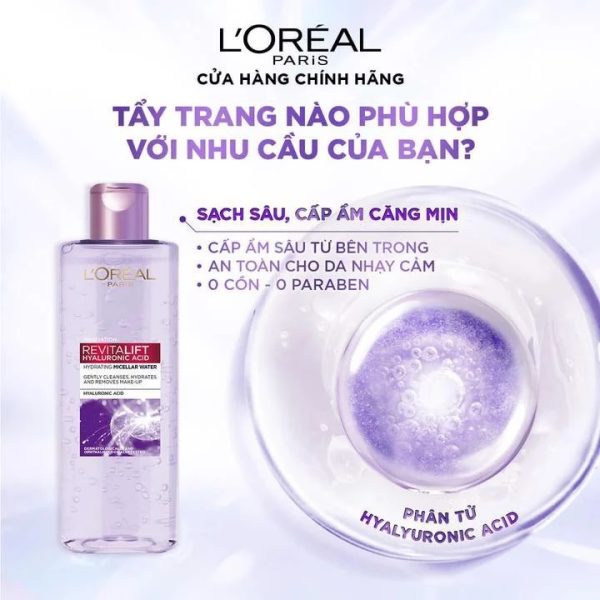 L'ORÉAL
PARIS
CỬA HÀNG CHÍNH HÃNG
TẨY TRANG NÀO PHÙ HỢP
VỚI NHU CẦU CỦA BẠN?
SẠCH SÂU, CẤP ẨM CĂNG MỊN
• CẤP ẨM SÂU TỪ BÊN TRONG
• AN TOÀN CHO DA NHẠY CẢM
• 0 CỒN - 0 PARABEN
L'ORÉAL
PARIS
REVITALIFT
HYALURONIC ACID
HYDRATING MICELLAR WATER
GENTLY CLEANSES, HYDRATES
AND REMOVES MAKE-UP
HYALURONIC ACID
PHÂN TỬ
HYALYURONIC ACID